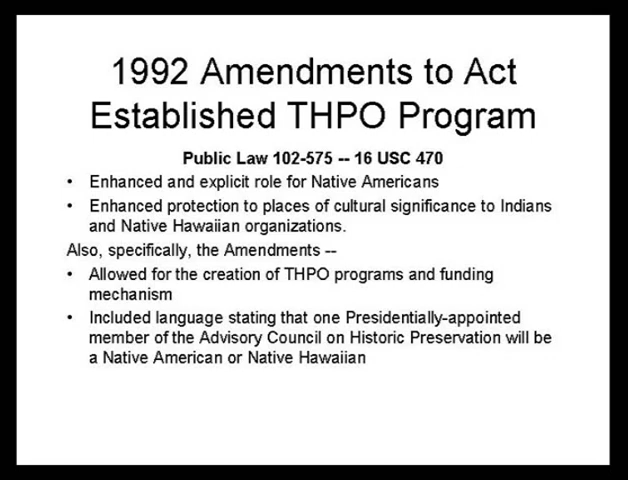 1992 Amendments to Act
Established THPO Program
Public Law 102-575 -- 16 USC 470
• Enhanced and explicit role for Native Americans
• Enhanced protection to places of cultural significance to Indians
and Native Hawaiian organizations.
Also, specifically, the Amendments --
• Allowed for the creation of THPO programs and funding
mechanism
• Included language stating that one Presidentially-appointed
member of the Advisory Council on Historic Preservation will be
a Native American or Native Hawaiian